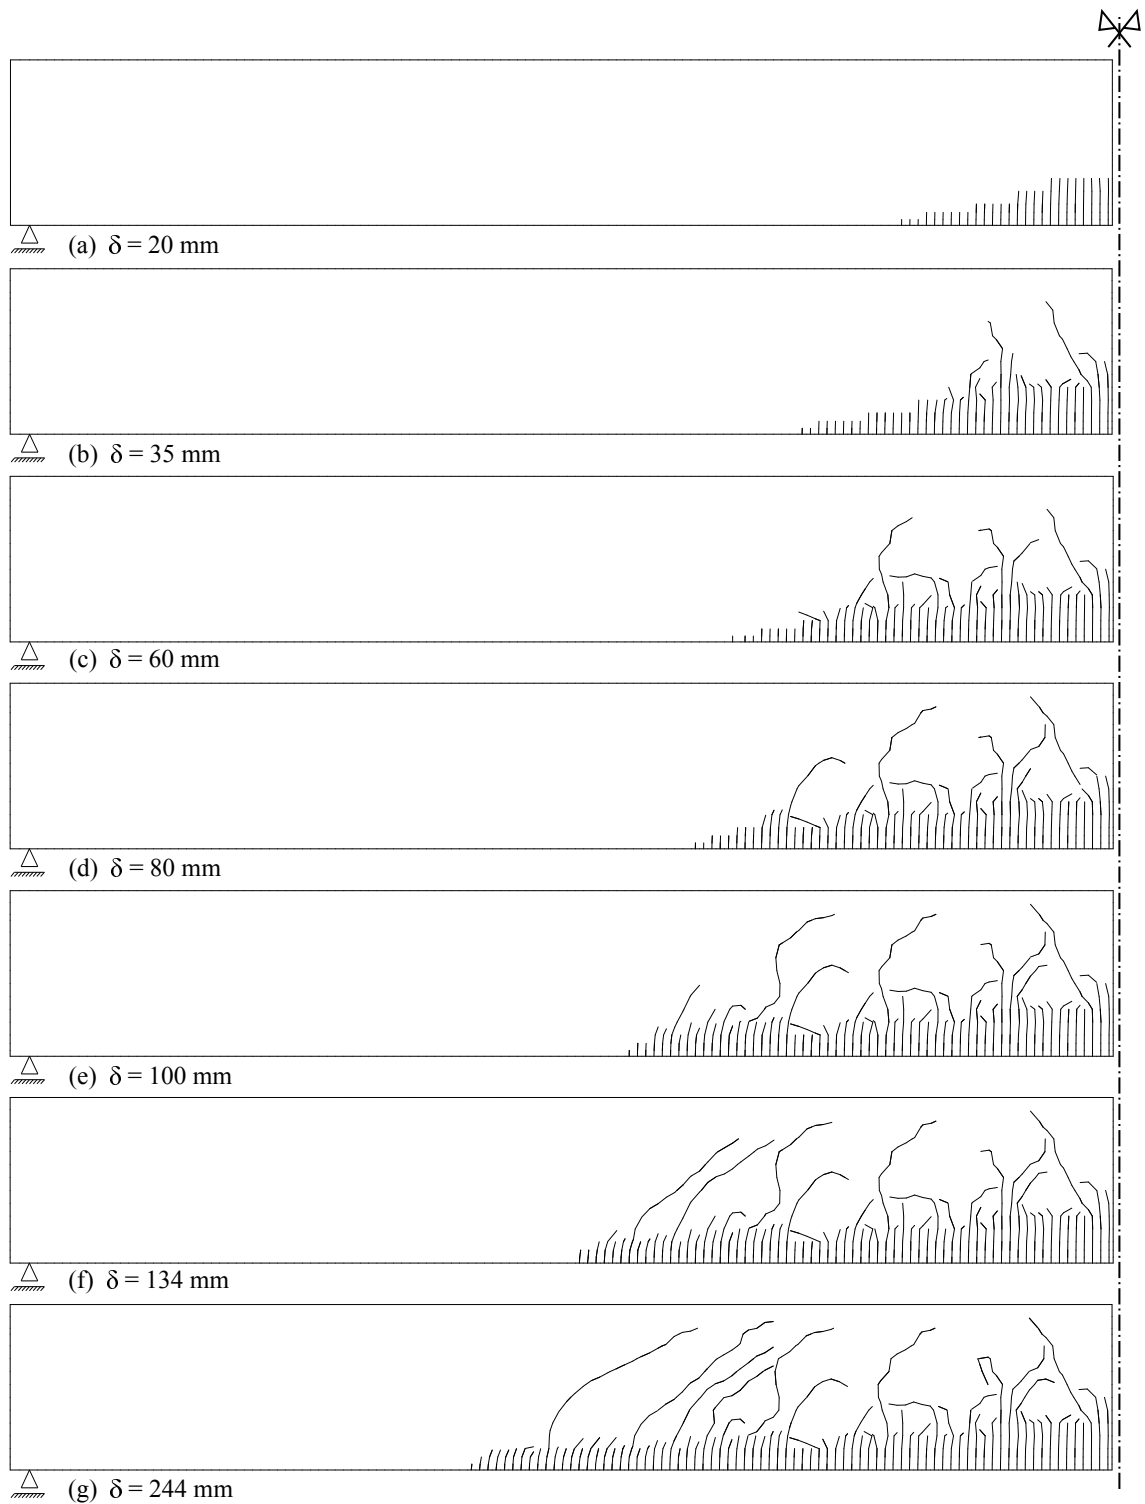 (a) δ = 20 mm
(b) δ = 35 mm
(c) δ = 60 mm
(d) δ = 80 mm
(e) δ = 100 mm
(f) δ = 134 mm
(g) δ = 244 mm